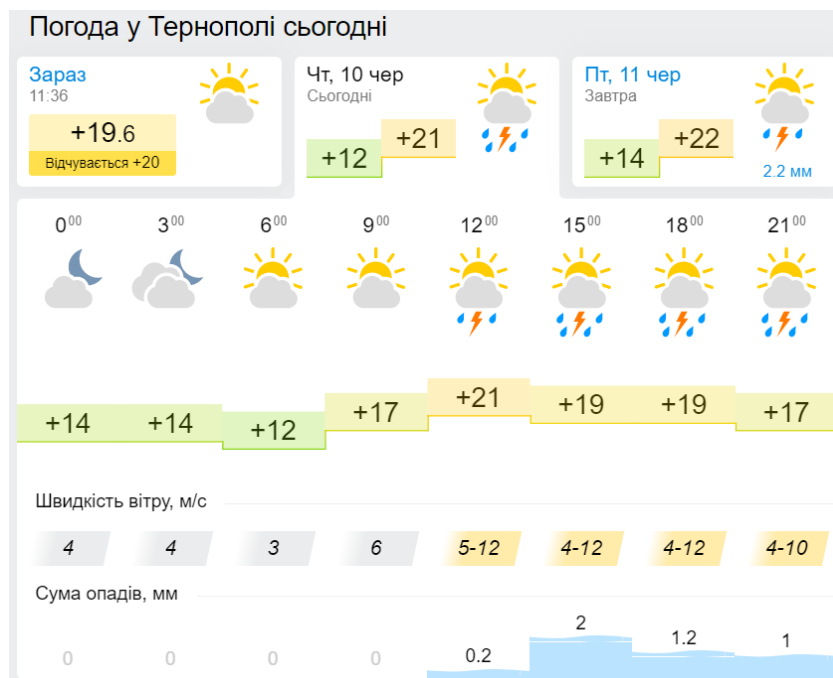 Погода у Тернополі сьогодні
Зараз
11:36
+19.6
Відчувається +20
Чт, 10 чер
Сьогодні
+12 +21
Пт, 11 чер
Завтра
+14 +22
2.2 мм
0⁰⁰ 3⁰⁰ 6⁰⁰ 9⁰⁰ 12⁰⁰ 15⁰⁰ 18⁰⁰ 21⁰⁰
+14 +14 +12 +17 +21 +19 +19 +17
Швидкість вітру, м/с
4 4 3 6 5-12 4-12 4-12 4-10
Сума опадів, мм
0 0 0 0 0.2 2 1.2 1